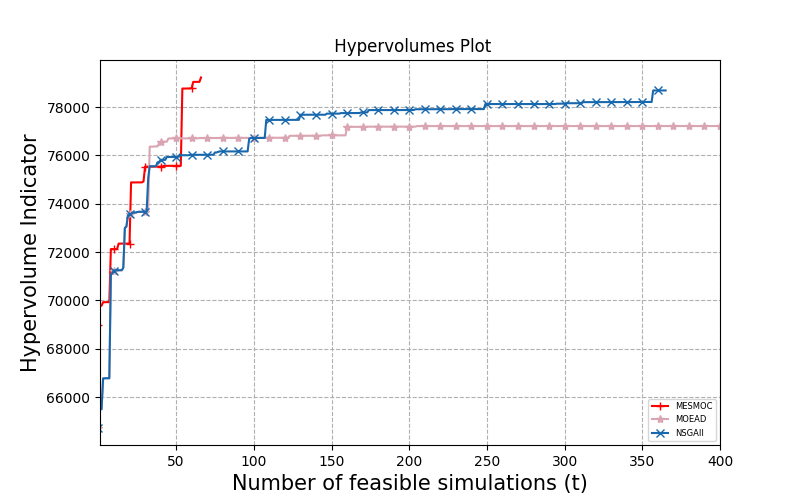 Hypervolumes Plot
Hypervolume Indicator
78000
76000
74000
72000
70000
68000
66000
50
100
150
200
250
300
350
400
Number of feasible simulations (t)
MESMOC
MOEAD
NSGAII